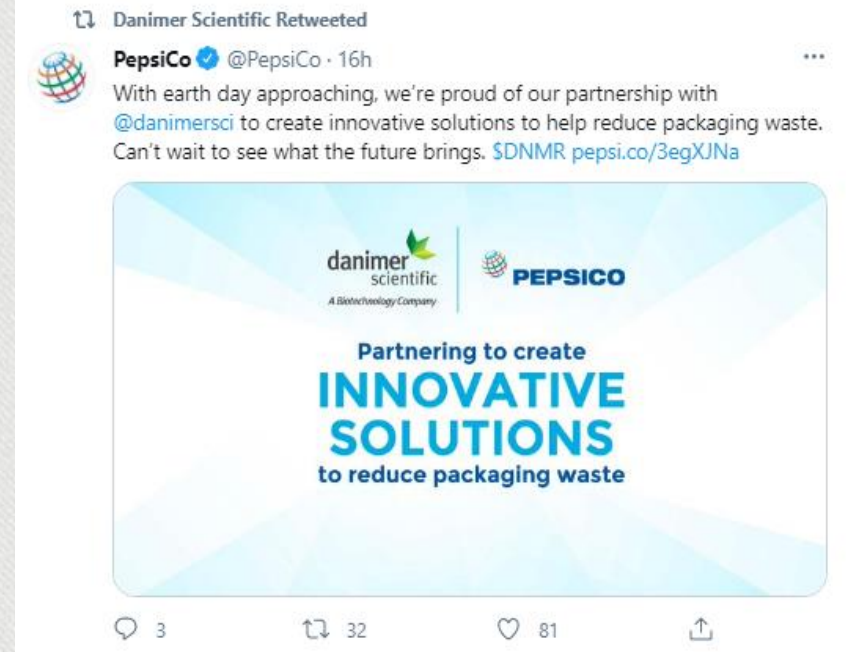 Danimer Scientific Retweeted
PepsiCo @PepsiCo · 16h
With earth day approaching, we're proud of our partnership with
@danimersci to create innovative solutions to help reduce packaging waste.
Can't wait to see what the future brings. $DNMR pepsi.co/3egXJNa
danimer
scientific
A Biotechnology Company
PEPSICO
Partnering to create
INNOVATIVE
SOLUTIONS
to reduce packaging waste
3 32 81